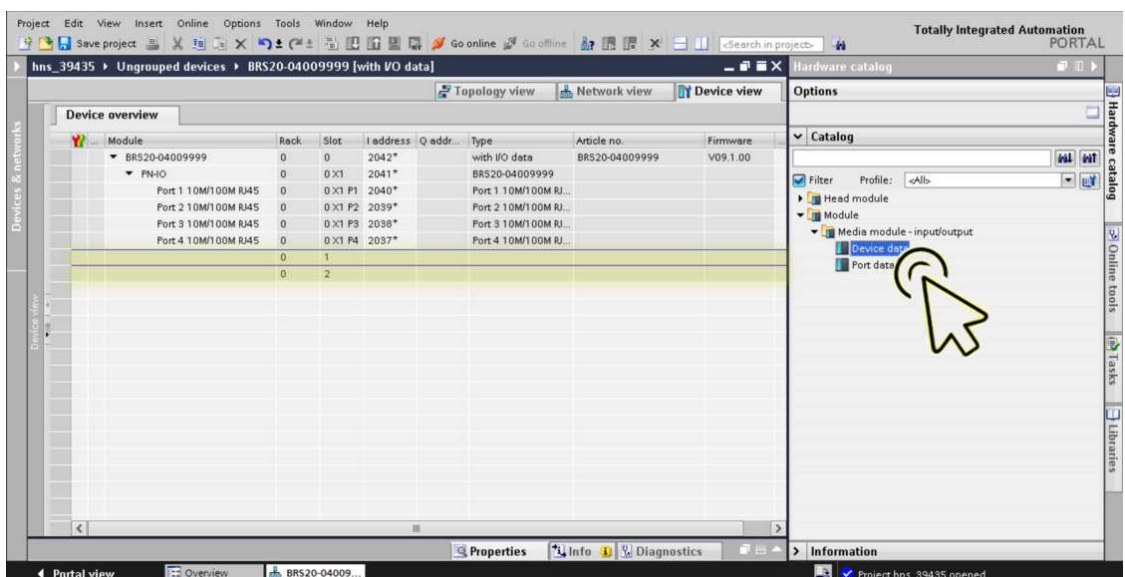 Project Edit View Insert Online Options Tools Window Help
Totally Integrated Automation
PORTAL
Save project Go online Go offline <Search in project>
hns_39435 ▸ Ungrouped devices ▸ BRS20-04009999 [with I/O data]
Hardware catalog
Topology view Network view Device view
Options
Device overview
... Module Rack Slot I address Q addr... Type Article no. Firmware ...
Catalog
BRS20-04009999 0 0 2042* with I/O data BRS20-04009999 V09.1.00
PN-IO 0 0 X1 2041* BRS20-04009999
Port 1 10M/100M RJ45 0 0 X1 P1 2040* Port 1 10M/100M RJ...
Port 2 10M/100M RJ45 0 0 X1 P2 2039* Port 2 10M/100M RJ...
Port 3 10M/100M RJ45 0 0 X1 P3 2038* Port 3 10M/100M RJ...
Port 4 10M/100M RJ45 0 0 X1 P4 2037* Port 4 10M/100M RJ...
0 1
0 2
Filter Profile: <All>
Head module
Module
Media module - input/output
Device data
Port data
Devices & networks
Device view
Hardware catalog
Online tools
Tasks
Libraries
Properties Info Diagnostics
Information
Portal view Overview BRS20-04009... Project hns_39435 opened